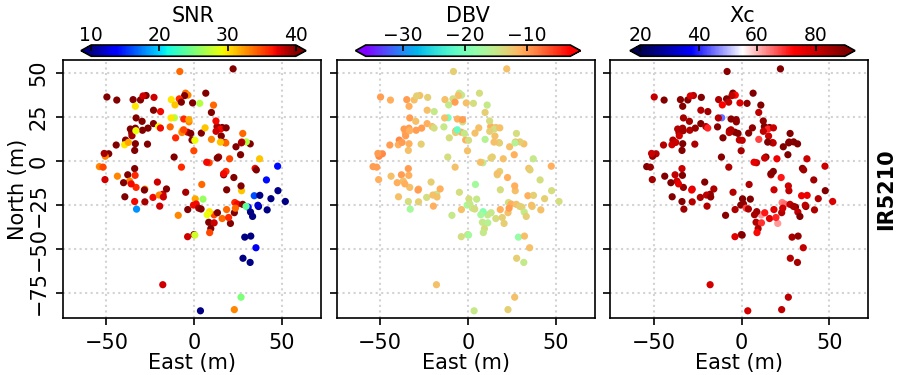 SNR
DBV
Xc
10 20 30 40
−30 −20 −10
20 40 60 80
50
25
0
−25
−50
−75
North (m)
−50 0 50
−50 0 50
−50 0 50
East (m)
East (m)
East (m)
IR5210